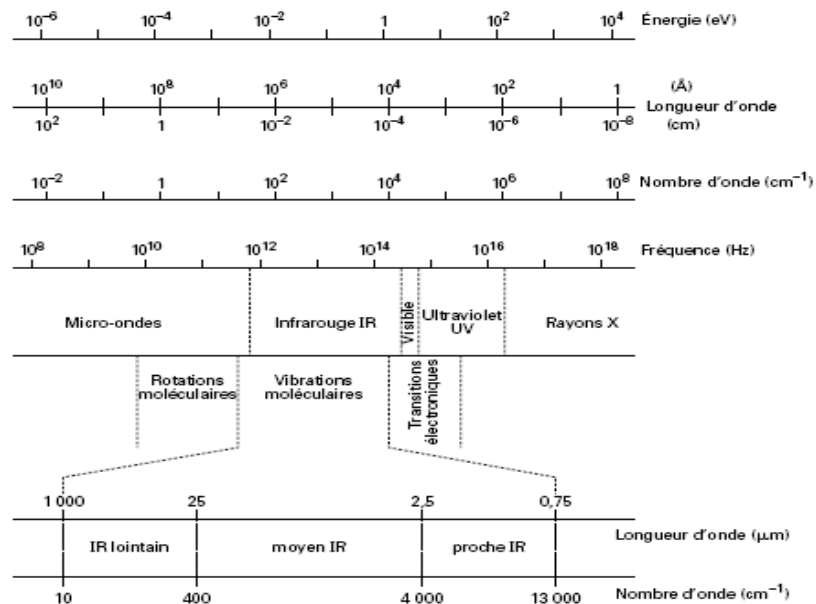 10⁻⁶ 10⁻⁴ 10⁻² 1 10² 10⁴ Énergie (eV)
10¹⁰ 10⁸ 10⁶ 10⁴ 10² 1 (Å)
Longueur d'onde
10² 1 10⁻² 10⁻⁴ 10⁻⁶ 10⁻⁸ (cm)
10⁻² 1 10² 10⁴ 10⁶ 10⁸ Nombre d'onde (cm⁻¹)
10⁸ 10¹⁰ 10¹² 10¹⁴ 10¹⁶ 10¹⁸ Fréquence (Hz)
Micro-ondes
Infrarouge IR
Visible
Ultraviolet
UV
Rayons X
Rotations
moléculaires
Vibrations
moléculaires
Transitions
électroniques
1 000 25 2,5 0,75
Longueur d'onde (μm)
IR lointain moyen IR proche IR
10 400 4 000 13 000 Nombre d'onde (cm⁻¹)